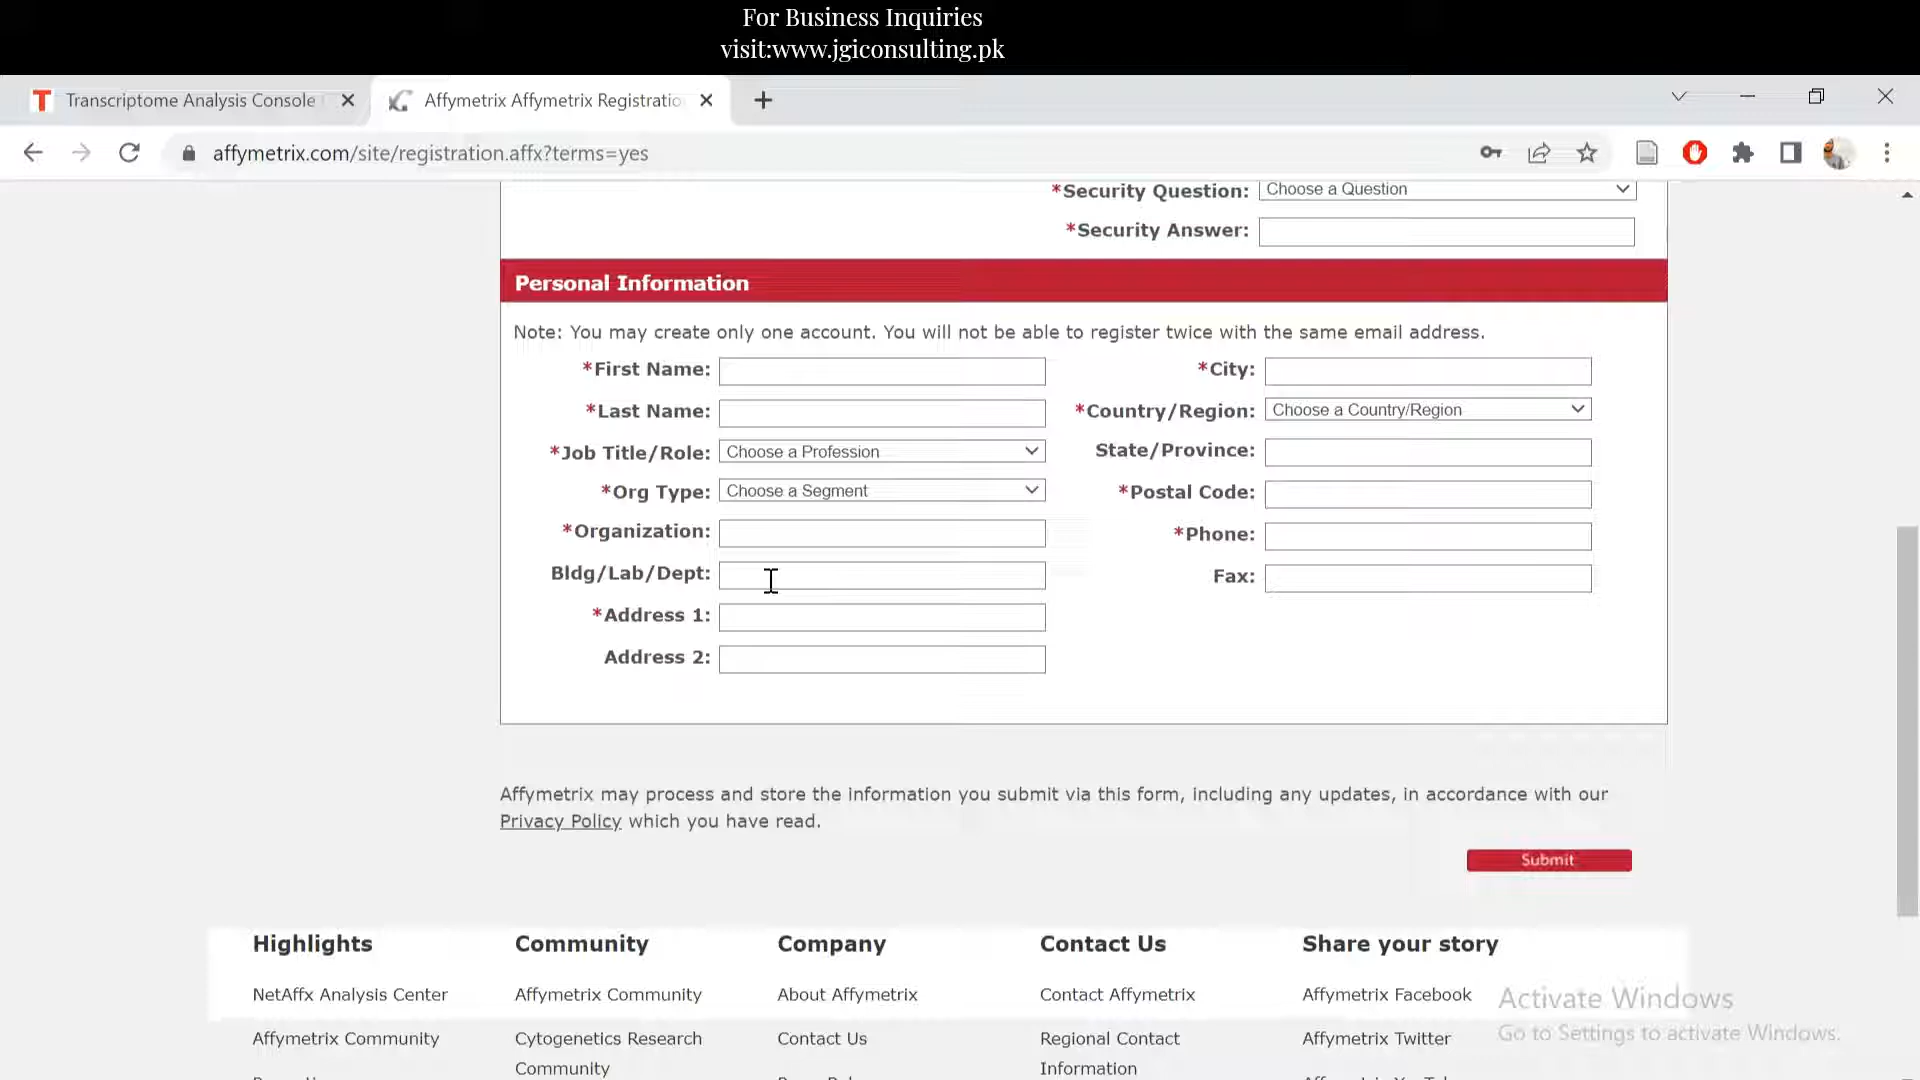 For Business Inquiries
visit:www.jgiconsulting.pk
Transcriptome Analysis Console
Affymetrix Affymetrix Registratio
affymetrix.com/site/registration.affx?terms=yes
*Security Question: Choose a Question
*Security Answer:
Personal Information
Note: You may create only one account. You will not be able to register twice with the same email address.
*First Name:
*City:
*Last Name:
*Country/Region: Choose a Country/Region
*Job Title/Role: Choose a Profession
State/Province:
*Org Type: Choose a Segment
*Postal Code:
*Organization:
*Phone:
Bldg/Lab/Dept:
Fax:
*Address 1:
Address 2:
Affymetrix may process and store the information you submit via this form, including any updates, in accordance with our
Privacy Policy which you have read.
Submit
Highlights
Community
Company
Contact Us
Share your story
NetAffx Analysis Center
Affymetrix Community
About Affymetrix
Contact Affymetrix
Affymetrix Facebook
Affymetrix Community
Cytogenetics Research
Community
Contact Us
Regional Contact
Information
Affymetrix Twitter
Activate Windows
Go to Settings to activate Windows.